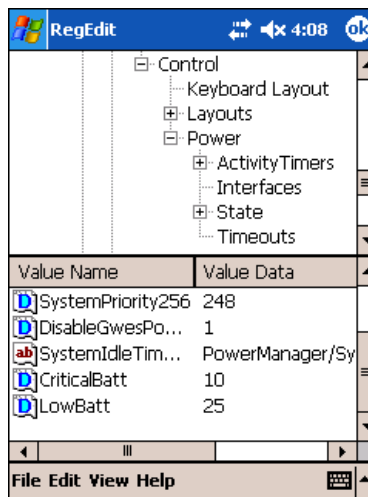 RegEdit 4:08 ok
Control
Keyboard Layout
Layouts
Power
ActivityTimers
Interfaces
State
Timeouts
Value Name Value Data
SystemPriority256 248
DisableGwesPo... 1
SystemIdleTim... PowerManager/Sy
CriticalBatt 10
LowBatt 25
File Edit View Help